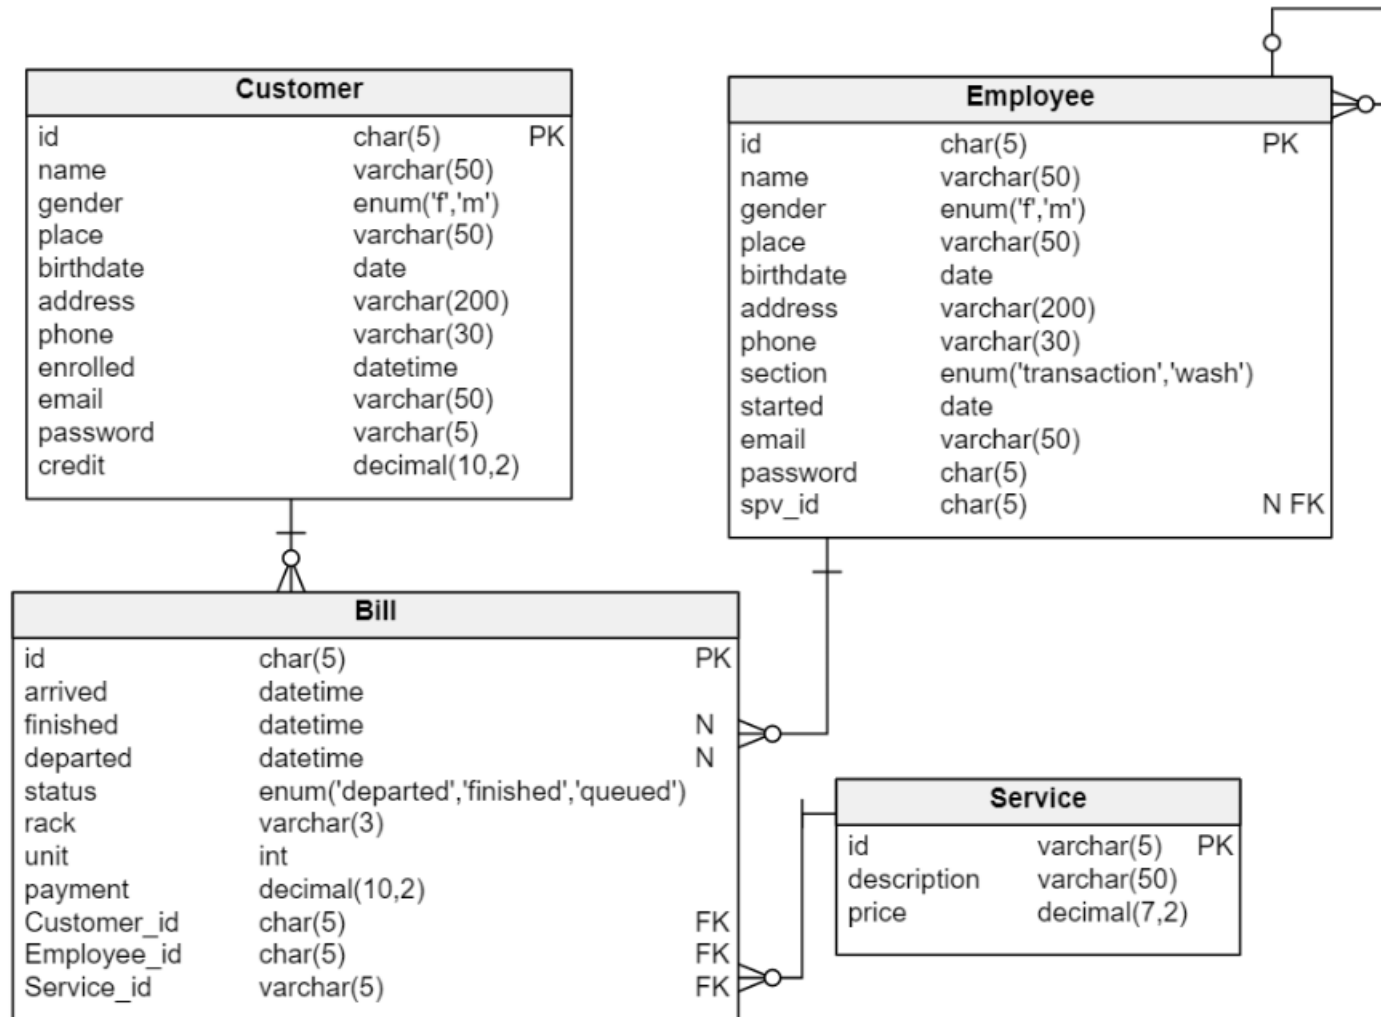 Customer
id char(5) PK
name varchar(50)
gender enum('f','m')
place varchar(50)
birthdate date
address varchar(200)
phone varchar(30)
enrolled datetime
email varchar(50)
password varchar(5)
credit decimal(10,2)
Employee
id char(5) PK
name varchar(50)
gender enum('f','m')
place varchar(50)
birthdate date
address varchar(200)
phone varchar(30)
section enum('transaction','wash')
started date
email varchar(50)
password char(5)
spv_id char(5) N FK
Bill
id char(5) PK
arrived datetime
finished datetime N
departed datetime N
status enum('departed','finished','queued')
rack varchar(3)
unit int
payment decimal(10,2)
Customer_id char(5) FK
Employee_id char(5) FK
Service_id varchar(5) FK
Service
id varchar(5) PK
description varchar(50)
price decimal(7,2)